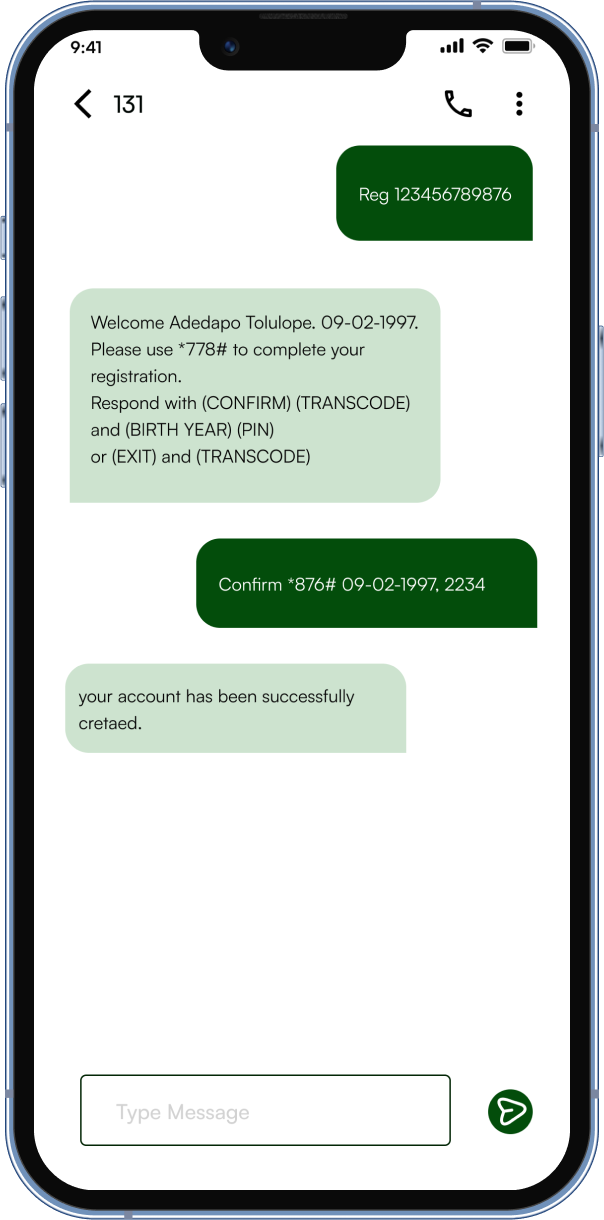 9:41
131
Reg 123456789876
Welcome Adedapo Tolulope. 09-02-1997.
Please use *778# to complete your
registration.
Respond with (CONFIRM) (TRANSCODE)
and (BIRTH YEAR) (PIN)
or (EXIT) and (TRANSCODE)
Confirm *876# 09-02-1997, 2234
your account has been successfully
cretaed.
Type Message